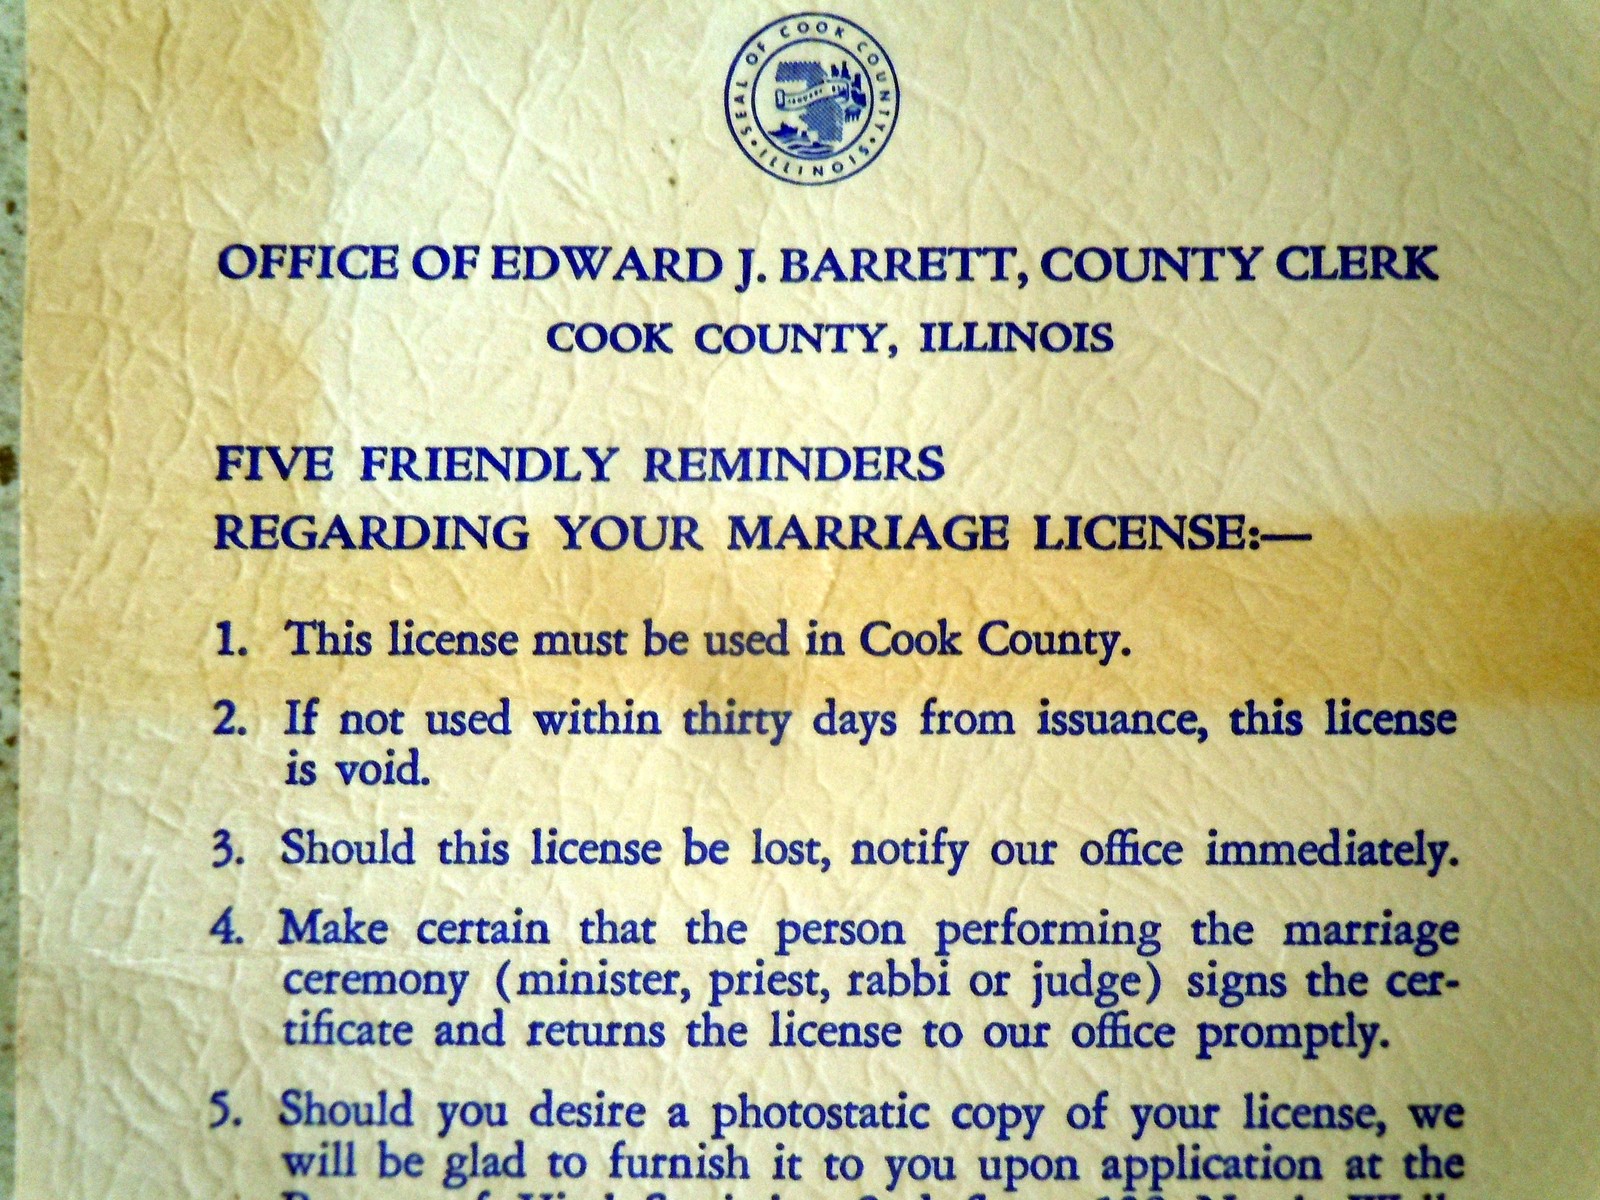 SEAL OF COOK COUNTY • ILLINOIS •
OFFICE OF EDWARD J. BARRETT, COUNTY CLERK
COOK COUNTY, ILLINOIS
FIVE FRIENDLY REMINDERS
REGARDING YOUR MARRIAGE LICENSE:—
1. This license must be used in Cook County.
2. If not used within thirty days from issuance, this license
is void.
3. Should this license be lost, notify our office immediately.
4. Make certain that the person performing the marriage
ceremony (minister, priest, rabbi or judge) signs the cer-
tificate and returns the license to our office promptly.
5. Should you desire a photostatic copy of your license, we
will be glad to furnish it to you upon application at the